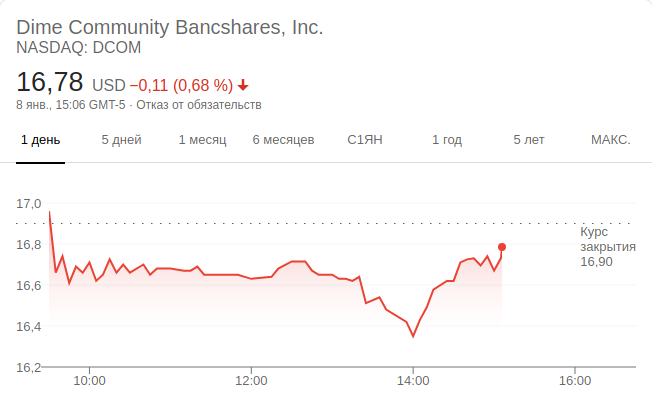 Dime Community Bancshares, Inc.
NASDAQ: DCOM
16,78 USD −0,11 (0,68 %)
8 янв., 15:06 GMT-5 · Отказ от обязательств
1 день 5 дней 1 месяц 6 месяцев С1ЯН 1 год 5 лет МАКС.
17,0
Курс
закрытия
16,90
16,8
16,6
16,4
16,2
10:00 12:00 14:00 16:00